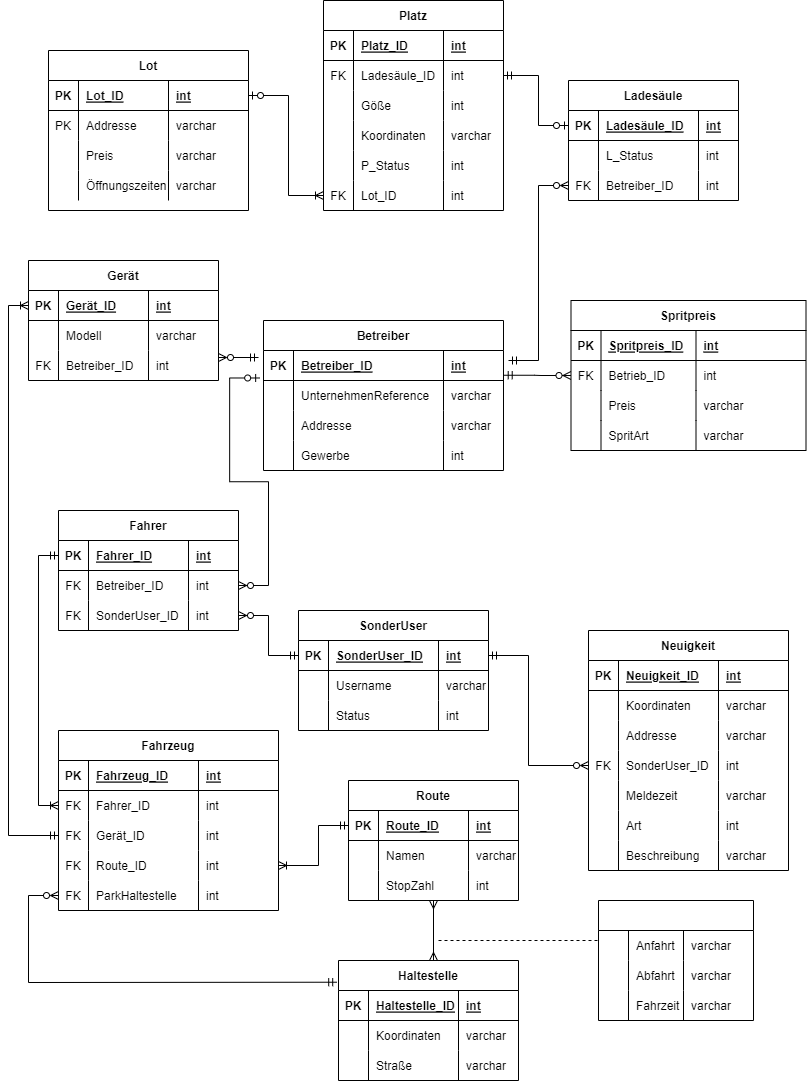 Platz
PK Platz_ID int
FK Ladesäule_ID int
Göße int
Koordinaten varchar
P_Status int
FK Lot_ID int
Lot
PK Lot_ID int
PK Addresse varchar
Preis varchar
Öffnungszeiten varchar
Ladesäule
PK Ladesäule_ID int
L_Status int
FK Betreiber_ID int
Gerät
PK Gerät_ID int
Modell varchar
FK Betreiber_ID int
Betreiber
PK Betreiber_ID int
UnternehmenReference varchar
Addresse varchar
Gewerbe int
Spritpreis
PK Spritpreis_ID int
FK Betrieb_ID int
Preis varchar
SpritArt varchar
Fahrer
PK Fahrer_ID int
FK Betreiber_ID int
FK SonderUser_ID int
SonderUser
PK SonderUser_ID int
Username varchar
Status int
Neuigkeit
PK Neuigkeit_ID int
Koordinaten varchar
Addresse varchar
FK SonderUser_ID int
Meldezeit varchar
Art int
Beschreibung varchar
Fahrzeug
PK Fahrzeug_ID int
FK Fahrer_ID int
FK Gerät_ID int
FK Route_ID int
FK ParkHaltestelle int
Route
PK Route_ID int
Namen varchar
StopZahl int
Anfahrt varchar
Abfahrt varchar
Fahrzeit varchar
Haltestelle
PK Haltestelle_ID int
Koordinaten varchar
Straße varchar